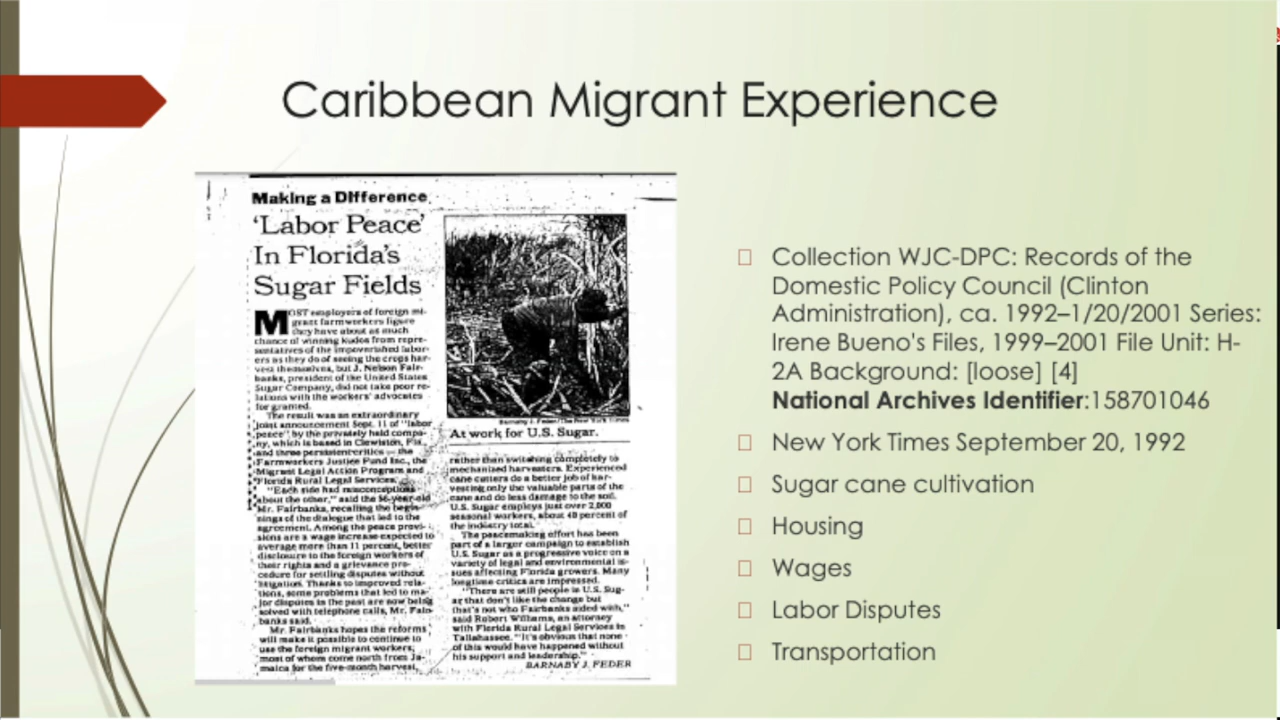 Caribbean Migrant Experience
Making a Difference
'Labor Peace'
In Florida's
Sugar Fields
MOST employers of foreign mi-
grant farmworkers figure
they have about as much
chance of winning kudos from repre-
sentatives of the impoverished labor-
ers as they do of seeing the crops har-
vest themselves, but J. Nelson Fair-
banks, president of the United States
Sugar Company, did not take poor re-
lations with the workers' advocates
for granted.
The result was an extraordinary
joint announcement Sept. 11 of "labor
peace" by the privately held compa-
ny, which is based in Clewiston, Fla.,
and three persistent critics — the
Farmworkers Justice Fund Inc., the
Migrant Legal Action Program and
Florida Rural Legal Services.
"Each side had misconceptions
about the other," said the 56-year-old
Mr. Fairbanks, recalling the begin-
nings of the dialogue that led to the
agreement. Among the peace provi-
sions are a wage increase expected to
average more than 11 percent, better
disclosure to the foreign workers of
their rights and a grievance pro-
cedure for settling disputes without
litigation. Thanks to improved rela-
tions, some problems that led to ma-
jor disputes in the past are now being
solved with telephone calls, Mr. Fair-
banks said.
Mr. Fairbanks hopes the reforms
will make it possible to continue to
use the foreign migrant workers,
most of whom come north from Ja-
maica for the five-month harvest,
Barnaby J. Feder/The New York Times
At work for U.S. Sugar.
rather than switching completely to
mechanized harvesters. Experienced
cane cutters do a better job of har-
vesting only the valuable parts of the
cane and do less damage to the soil.
U.S. Sugar employs just over 2,000
seasonal workers, about 40 percent of
the industry total.
The peacemaking effort has been
part of a larger campaign to establish
U.S. Sugar as a progressive voice on a
variety of legal and environmental is-
sues affecting Florida growers. Many
longtime critics are impressed.
"There are still people in U.S. Sug-
ar that don't like the change but
that's not who Fairbanks sided with,"
said Robert Williams, an attorney
with Florida Rural Legal Services in
Tallahassee. "It's obvious that none
of this would have happened without
his support and leadership."
BARNABY J. FEDER
Collection WJC-DPC: Records of the
Domestic Policy Council (Clinton
Administration), ca. 1992–1/20/2001 Series:
Irene Bueno's Files, 1999–2001 File Unit: H-
2A Background: [loose] [4]
National Archives Identifier:158701046
New York Times September 20, 1992
Sugar cane cultivation
Housing
Wages
Labor Disputes
Transportation